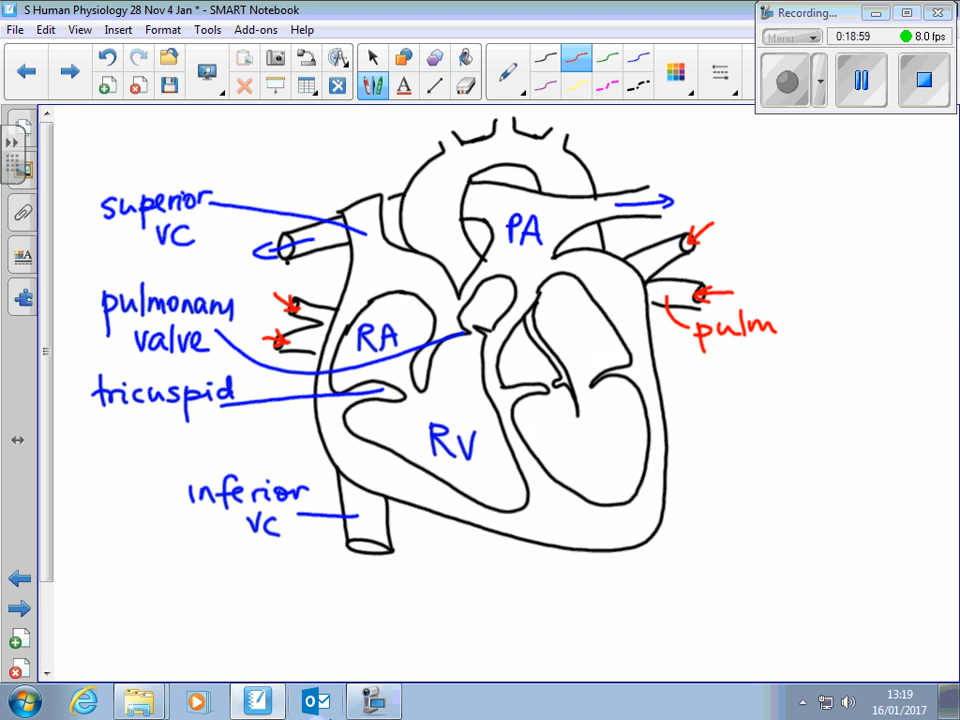 S Human Physiology 28 Nov 4 Jan * - SMART Notebook
File Edit View Insert Format Tools Add-ons Help
Recording...
Menu 0:18:59 8.0 fps
superior
VC
PA
pulmonary
valve
RA
pulm
tricuspid
RV
inferior
VC
13:19
16/01/2017